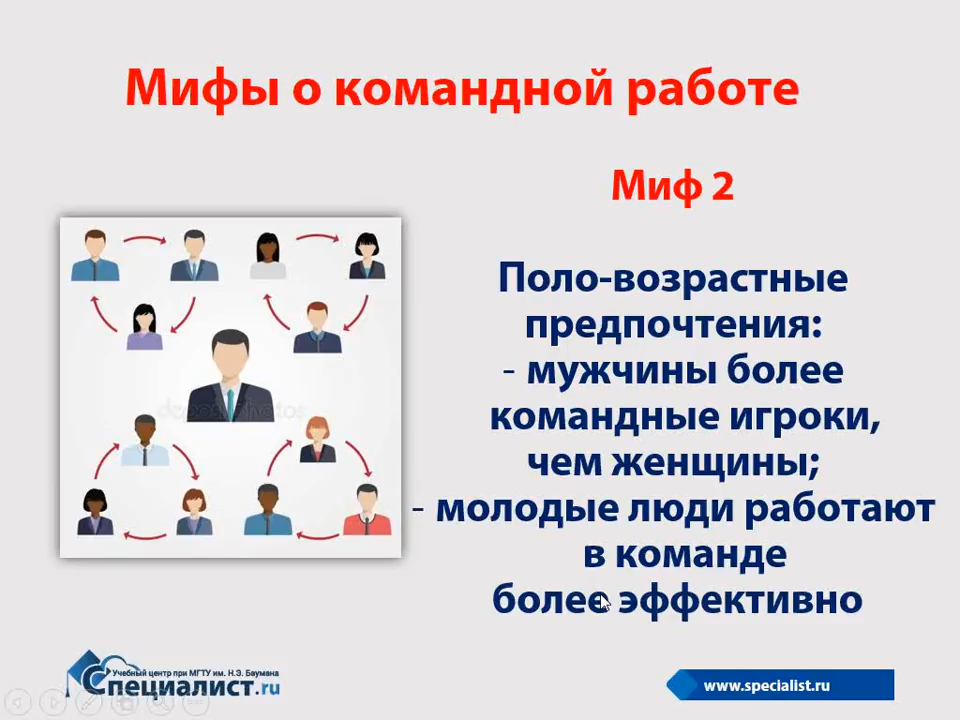 Мифы о командной работе
Миф 2
Поло-возрастные
предпочтения:
- мужчины более
командные игроки,
чем женщины;
- молодые люди работают
в команде
более эффективно
depositphotos
Учебный центр при МГТУ им. Н.Э. Баумана
Специалист.ru
www.specialist.ru